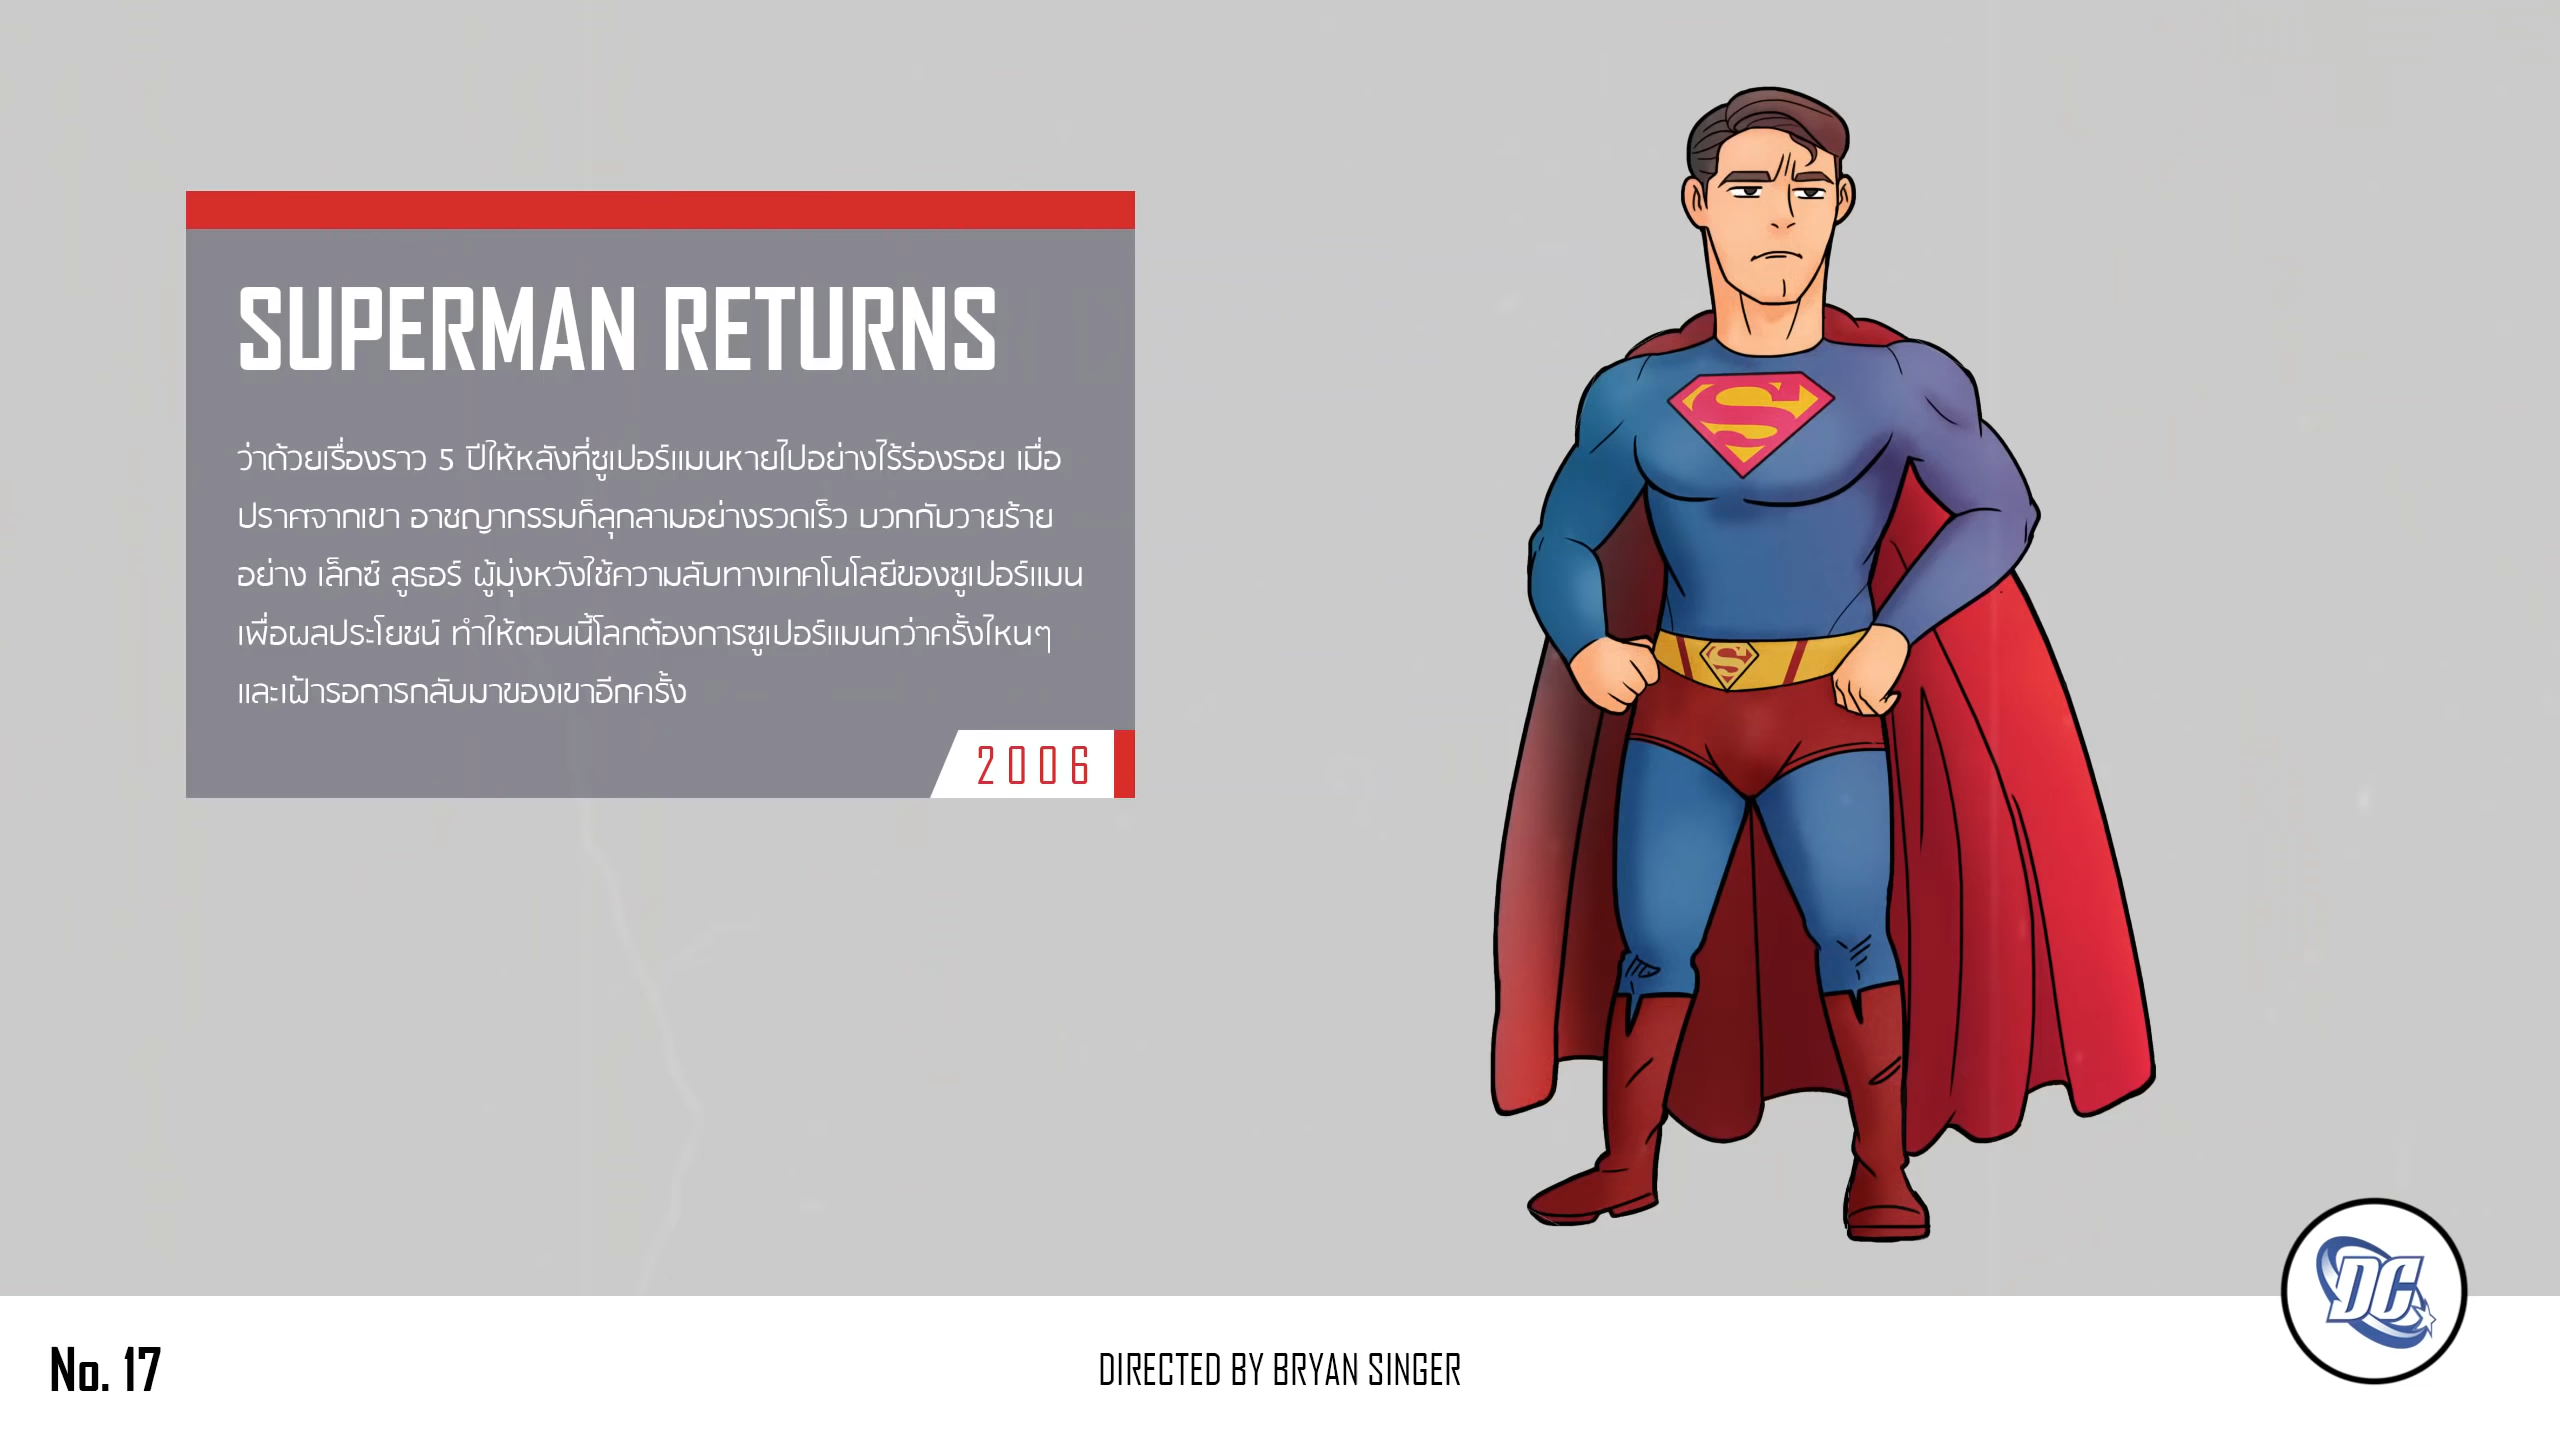 SUPERMAN RETURNS
ว่าด้วยเรื่องราว 5 ปีให้หลังที่ซูเปอร์แมนหายไปอย่างไร้ร่องรอย เมื่อ
ปราศจากเขา อาชญากรรมก็ลุกลามอย่างรวดเร็ว บวกกับวายร้าย
อย่าง เล็กซ์ ลูธอร์ ผู้มุ่งหวังใช้ความลับทางเทคโนโลยีของซูเปอร์แมน
เพื่อผลประโยชน์ ทำให้ตอนนี้โลกต้องการซูเปอร์แมนกว่าครั้งไหนๆ
และเฝ้ารอการกลับมาของเขาอีกครั้ง
2006
S
S
No. 17
DIRECTED BY BRYAN SINGER
DC